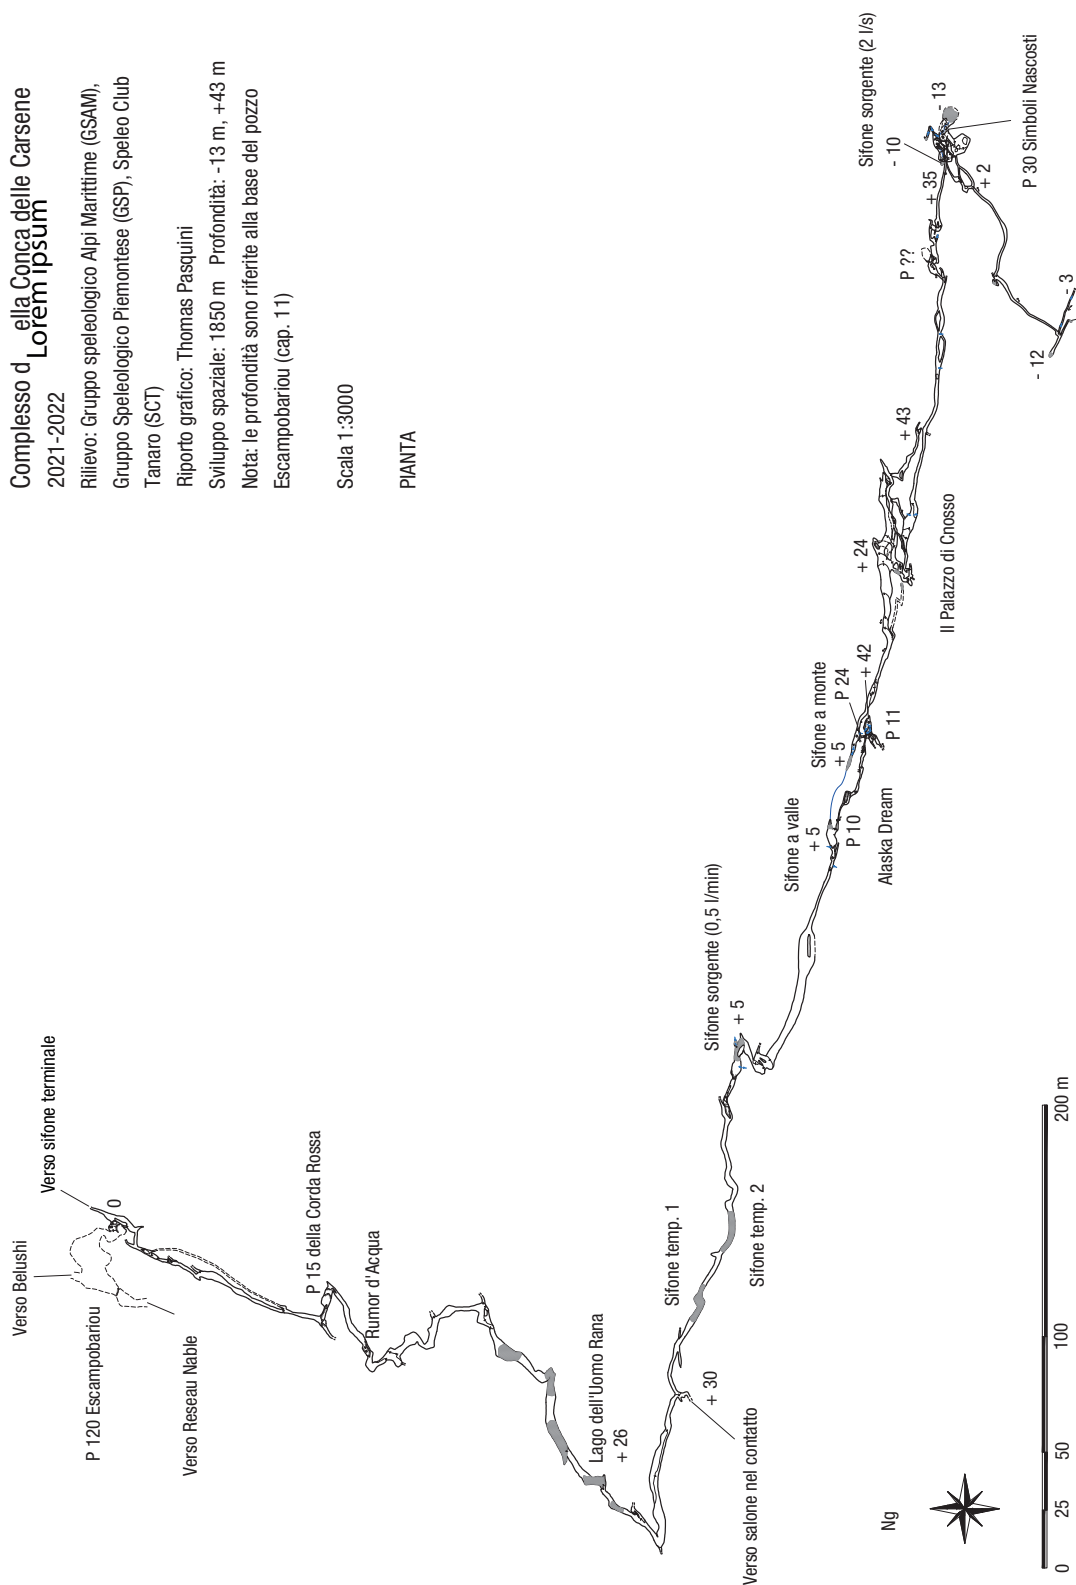 Complesso della Conca delle Carsene
Lorem ipsum
2021-2022
Rilievo: Gruppo speleologico Alpi Marittime (GSAM),
Gruppo Speleologico Piemontese (GSP), Speleo Club
Tanaro (SCT)
Riporto grafico: Thomas Pasquini
Sviluppo spaziale: 1850 m Profondità: -13 m, +43 m
Nota: le profondità sono riferite alla base del pozzo
Escampobariou (cap. 11)
Scala 1:3000
PIANTA
Verso Belushi
Verso sifone terminale
P 120 Escampobariou
0
Verso Reseau Nable
P 15 della Corda Rossa
Rumor d'Acqua
Lago dell'Uomo Rana
+ 26
Sifone temp. 1
+ 30
Verso salone nel contatto
Sifone temp. 2
Sifone sorgente (0,5 l/min)
+ 5
Sifone a valle
+ 5
P 10
Alaska Dream
Sifone a monte
+ 5
P 24
+ 42
P 11
+ 24
Il Palazzo di Cnosso
+ 43
P ??
+ 35
Sifone sorgente (2 l/s)
- 10
- 13
+ 2
P 30 Simboli Nascosti
- 12
- 3
Ng
0 25 50 100 200 m